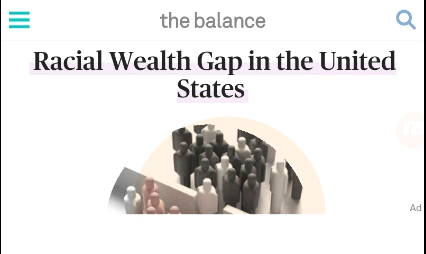 the balance
Racial Wealth Gap in the United
States
Ad